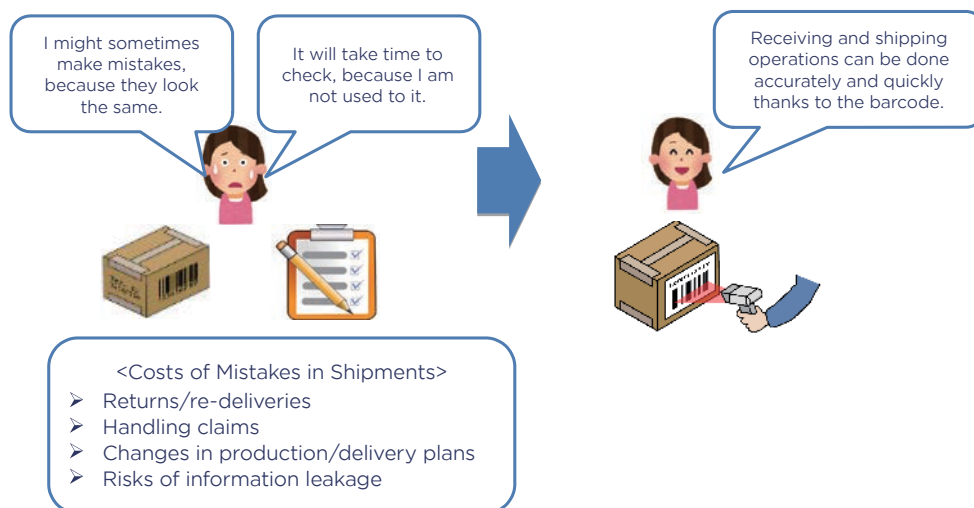 I might sometimes
make mistakes,
because they look
the same.
It will take time to
check, because I am
not used to it.
Receiving and shipping
operations can be done
accurately and quickly
thanks to the barcode.
<Costs of Mistakes in Shipments>
➢ Returns/re-deliveries
➢ Handling claims
➢ Changes in production/delivery plans
➢ Risks of information leakage